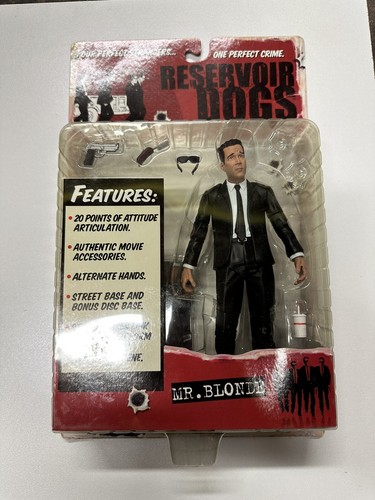 FOUR PERFECT STRANGERS...
ONE PERFECT CRIME.
RESERVOIR
DOGS
FEATURES:
• 20 POINTS OF ATTITUDE
ARTICULATION.
• AUTHENTIC MOVIE
ACCESSORIES.
• ALTERNATE HANDS.
• STREET BASE AND
BONUS DISC BASE.
MR.BLONDE